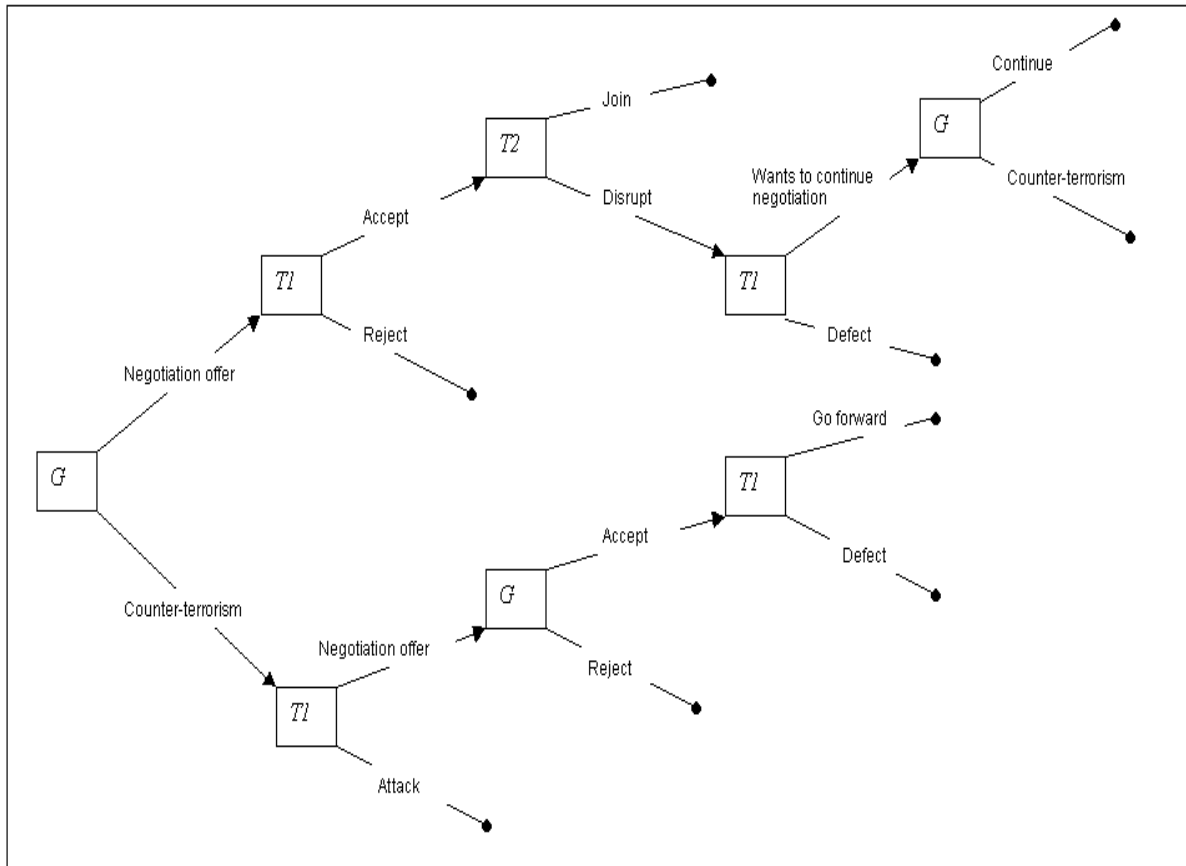 Continue
Join
G
T2
Wants to continue
negotiation
Counter-terrorism
Disrupt
Accept
T1
T1
Reject
Defect
Negotiation offer
Go forward
G
T1
Accept
Defect
G
Counter-terrorism
Negotiation offer
Reject
T1
Attack